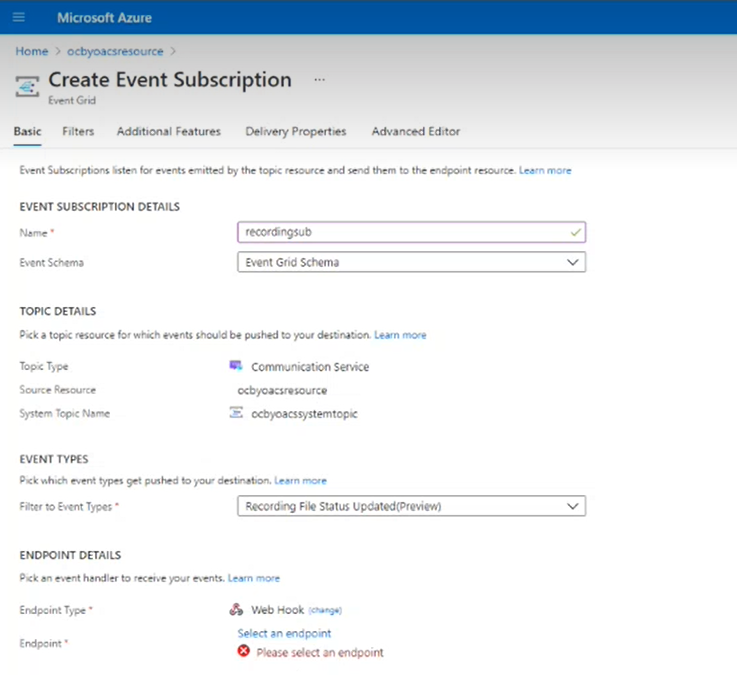 Microsoft Azure
Home > ocbyoacsresource >
Create Event Subscription ...
Event Grid
Basic Filters Additional Features Delivery Properties Advanced Editor
Event Subscriptions listen for events emitted by the topic resource and send them to the endpoint resource. Learn more
EVENT SUBSCRIPTION DETAILS
Name * recordingsub
Event Schema Event Grid Schema
TOPIC DETAILS
Pick a topic resource for which events should be pushed to your destination. Learn more
Topic Type Communication Service
Source Resource ocbyoacsresource
System Topic Name ocbyoacssystemtopic
EVENT TYPES
Pick which event types get pushed to your destination. Learn more
Filter to Event Types * Recording File Status Updated(Preview)
ENDPOINT DETAILS
Pick an event handler to receive your events. Learn more
Endpoint Type * Web Hook (change)
Select an endpoint
Endpoint *
Please select an endpoint